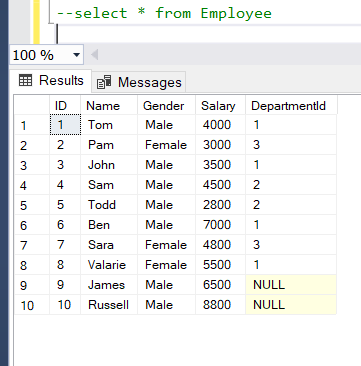 --select * from Employee
100 %
Results Messages
ID Name Gender Salary DepartmentId
1 1 Tom Male 4000 1
2 2 Pam Female 3000 3
3 3 John Male 3500 1
4 4 Sam Male 4500 2
5 5 Todd Male 2800 2
6 6 Ben Male 7000 1
7 7 Sara Female 4800 3
8 8 Valarie Female 5500 1
9 9 James Male 6500 NULL
10 10 Russell Male 8800 NULL